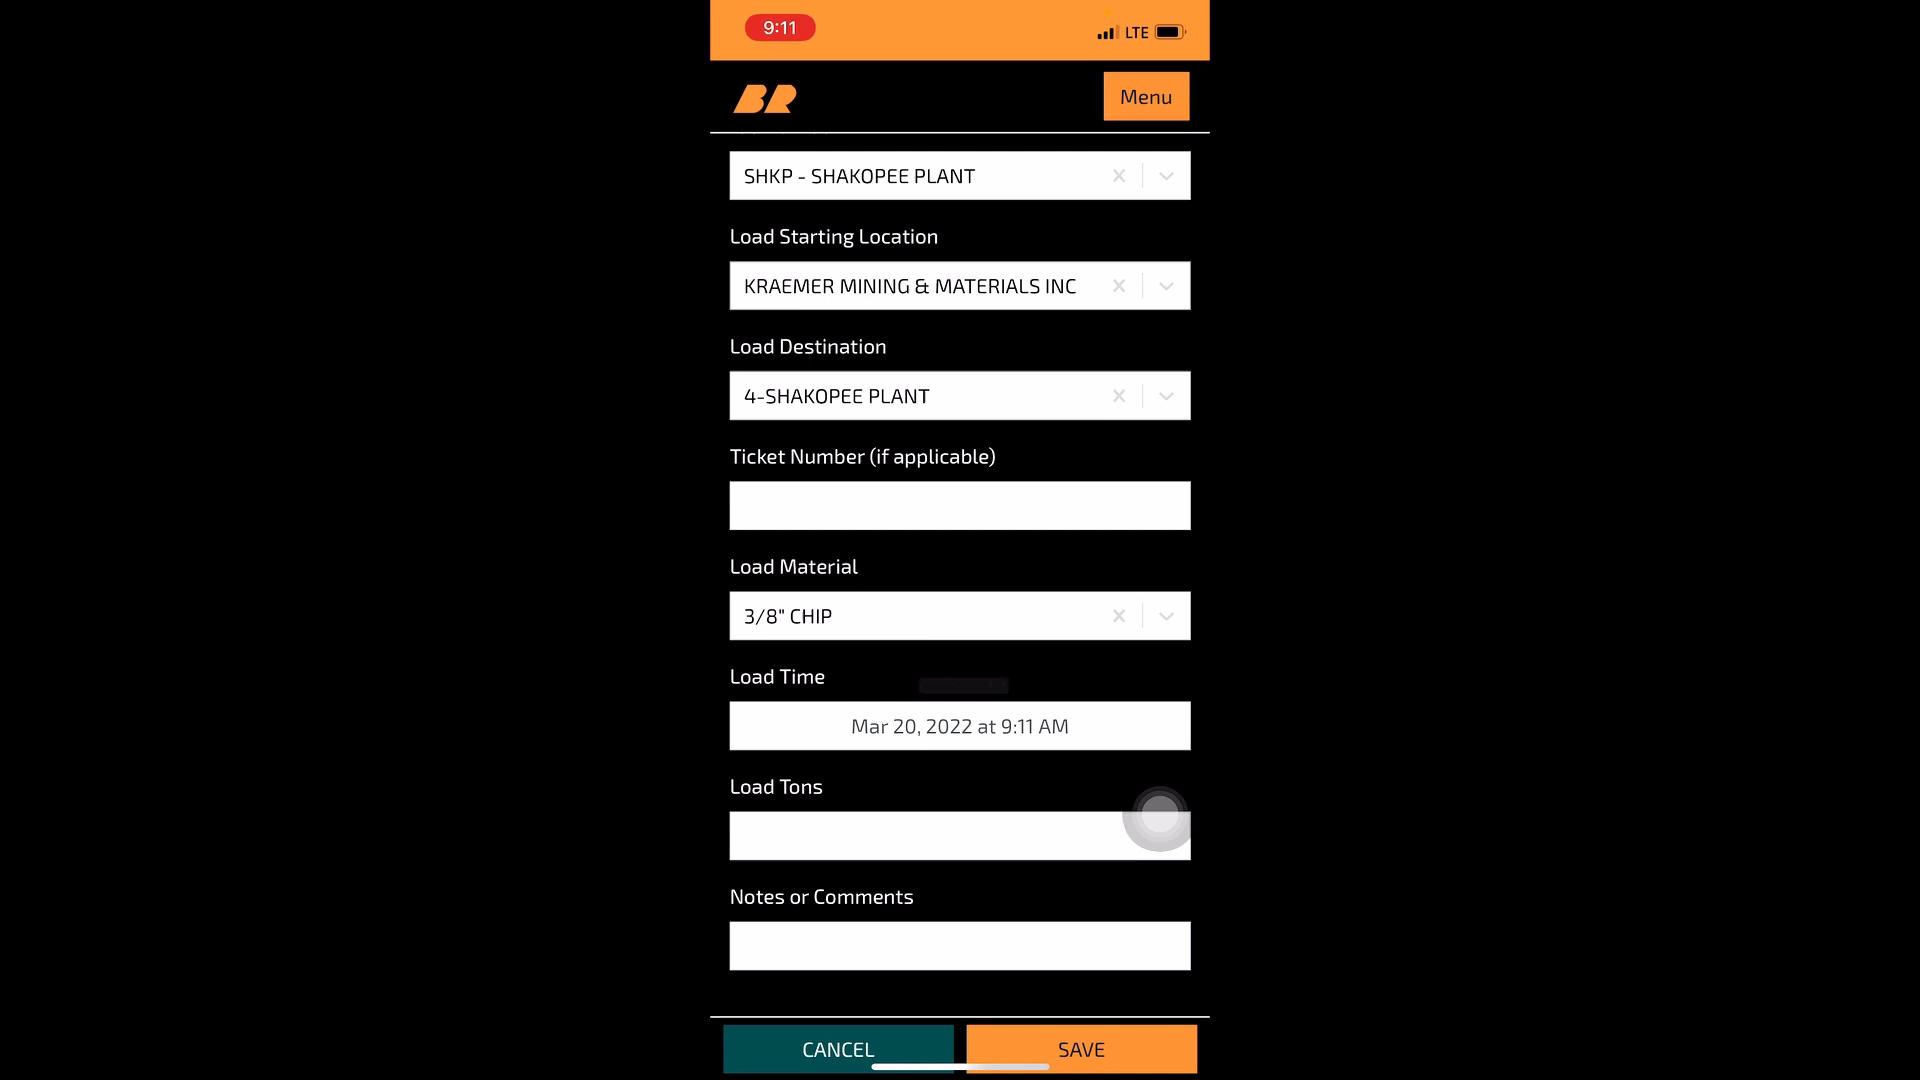 9:11
LTE
BR
Menu
SHKP - SHAKOPEE PLANT
Load Starting Location
KRAEMER MINING & MATERIALS INC
Load Destination
4-SHAKOPEE PLANT
Ticket Number (if applicable)
Load Material
3/8" CHIP
Load Time
Mar 20, 2022 at 9:11 AM
Load Tons
Notes or Comments
CANCEL
SAVE